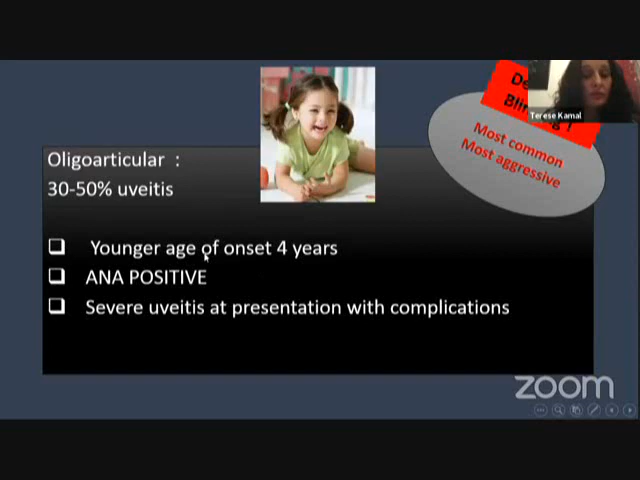 Terese Kamal
Most common
Most aggressive
Oligoarticular :
30-50% uveitis
Younger age of onset 4 years
ANA POSITIVE
Severe uveitis at presentation with complications
zoom